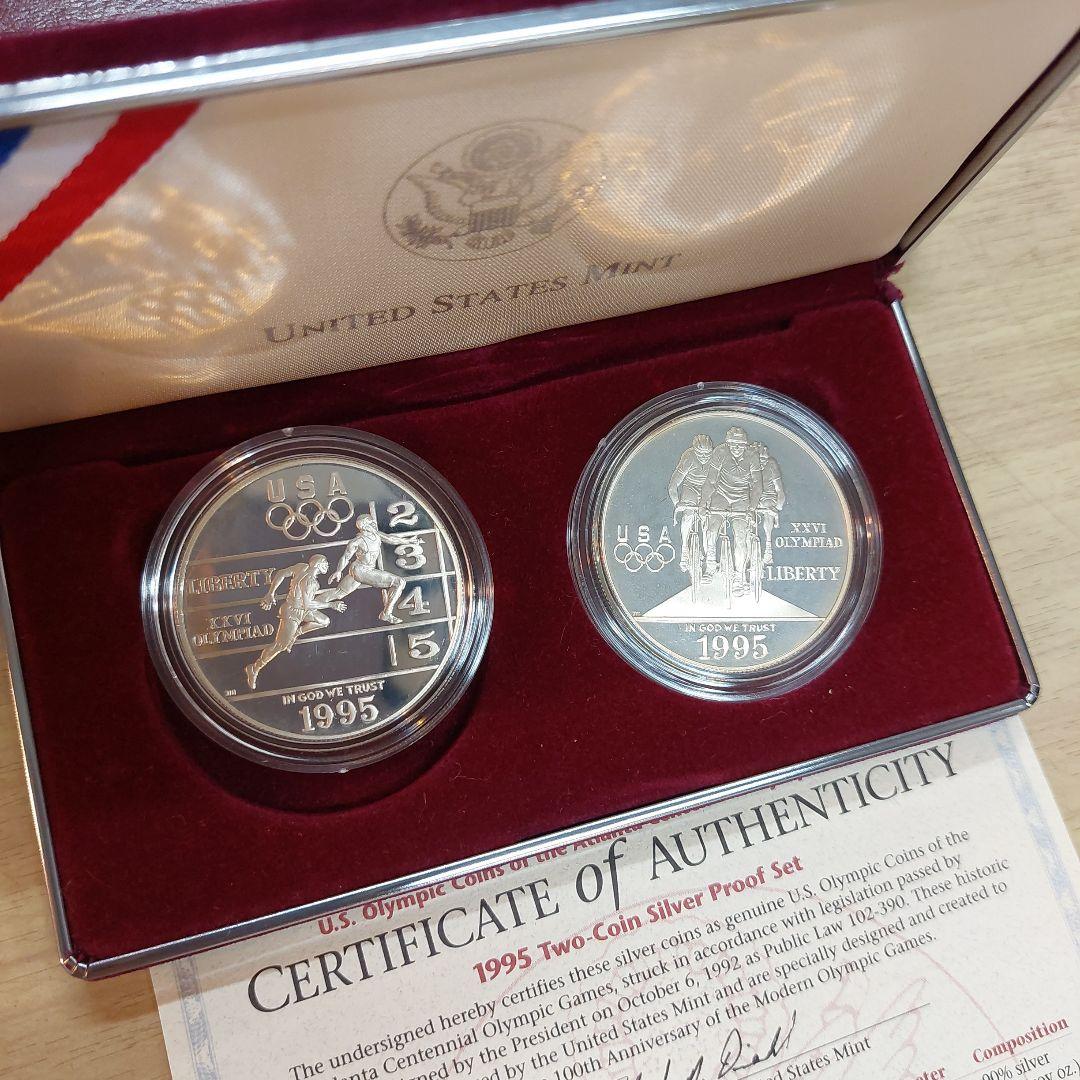 UNITED STATES MINT
USA
2
3
4
5
LIBERTY
XXVI
OLYMPIAD
IN GOD WE TRUST
1995
USA
XXVI
OLYMPIAD
LIBERTY
IN GOD WE TRUST
1995
U.S. Olympic Coins of the Atlanta
CERTIFICATE of AUTHENTICITY
1995 Two-Coin Silver Proof Set
The undersigned hereby certifies these silver coins as genuine U.S. Olympic Coins of the
Centennial Olympic Games, struck in accordance with legislation passed by
by the President on October 6, 1992 as Public Law 102-390. These historic
by the United States Mint and are specially designed and created to
100th Anniversary of the Modern Olympic Games.
States Mint
Composition
silver